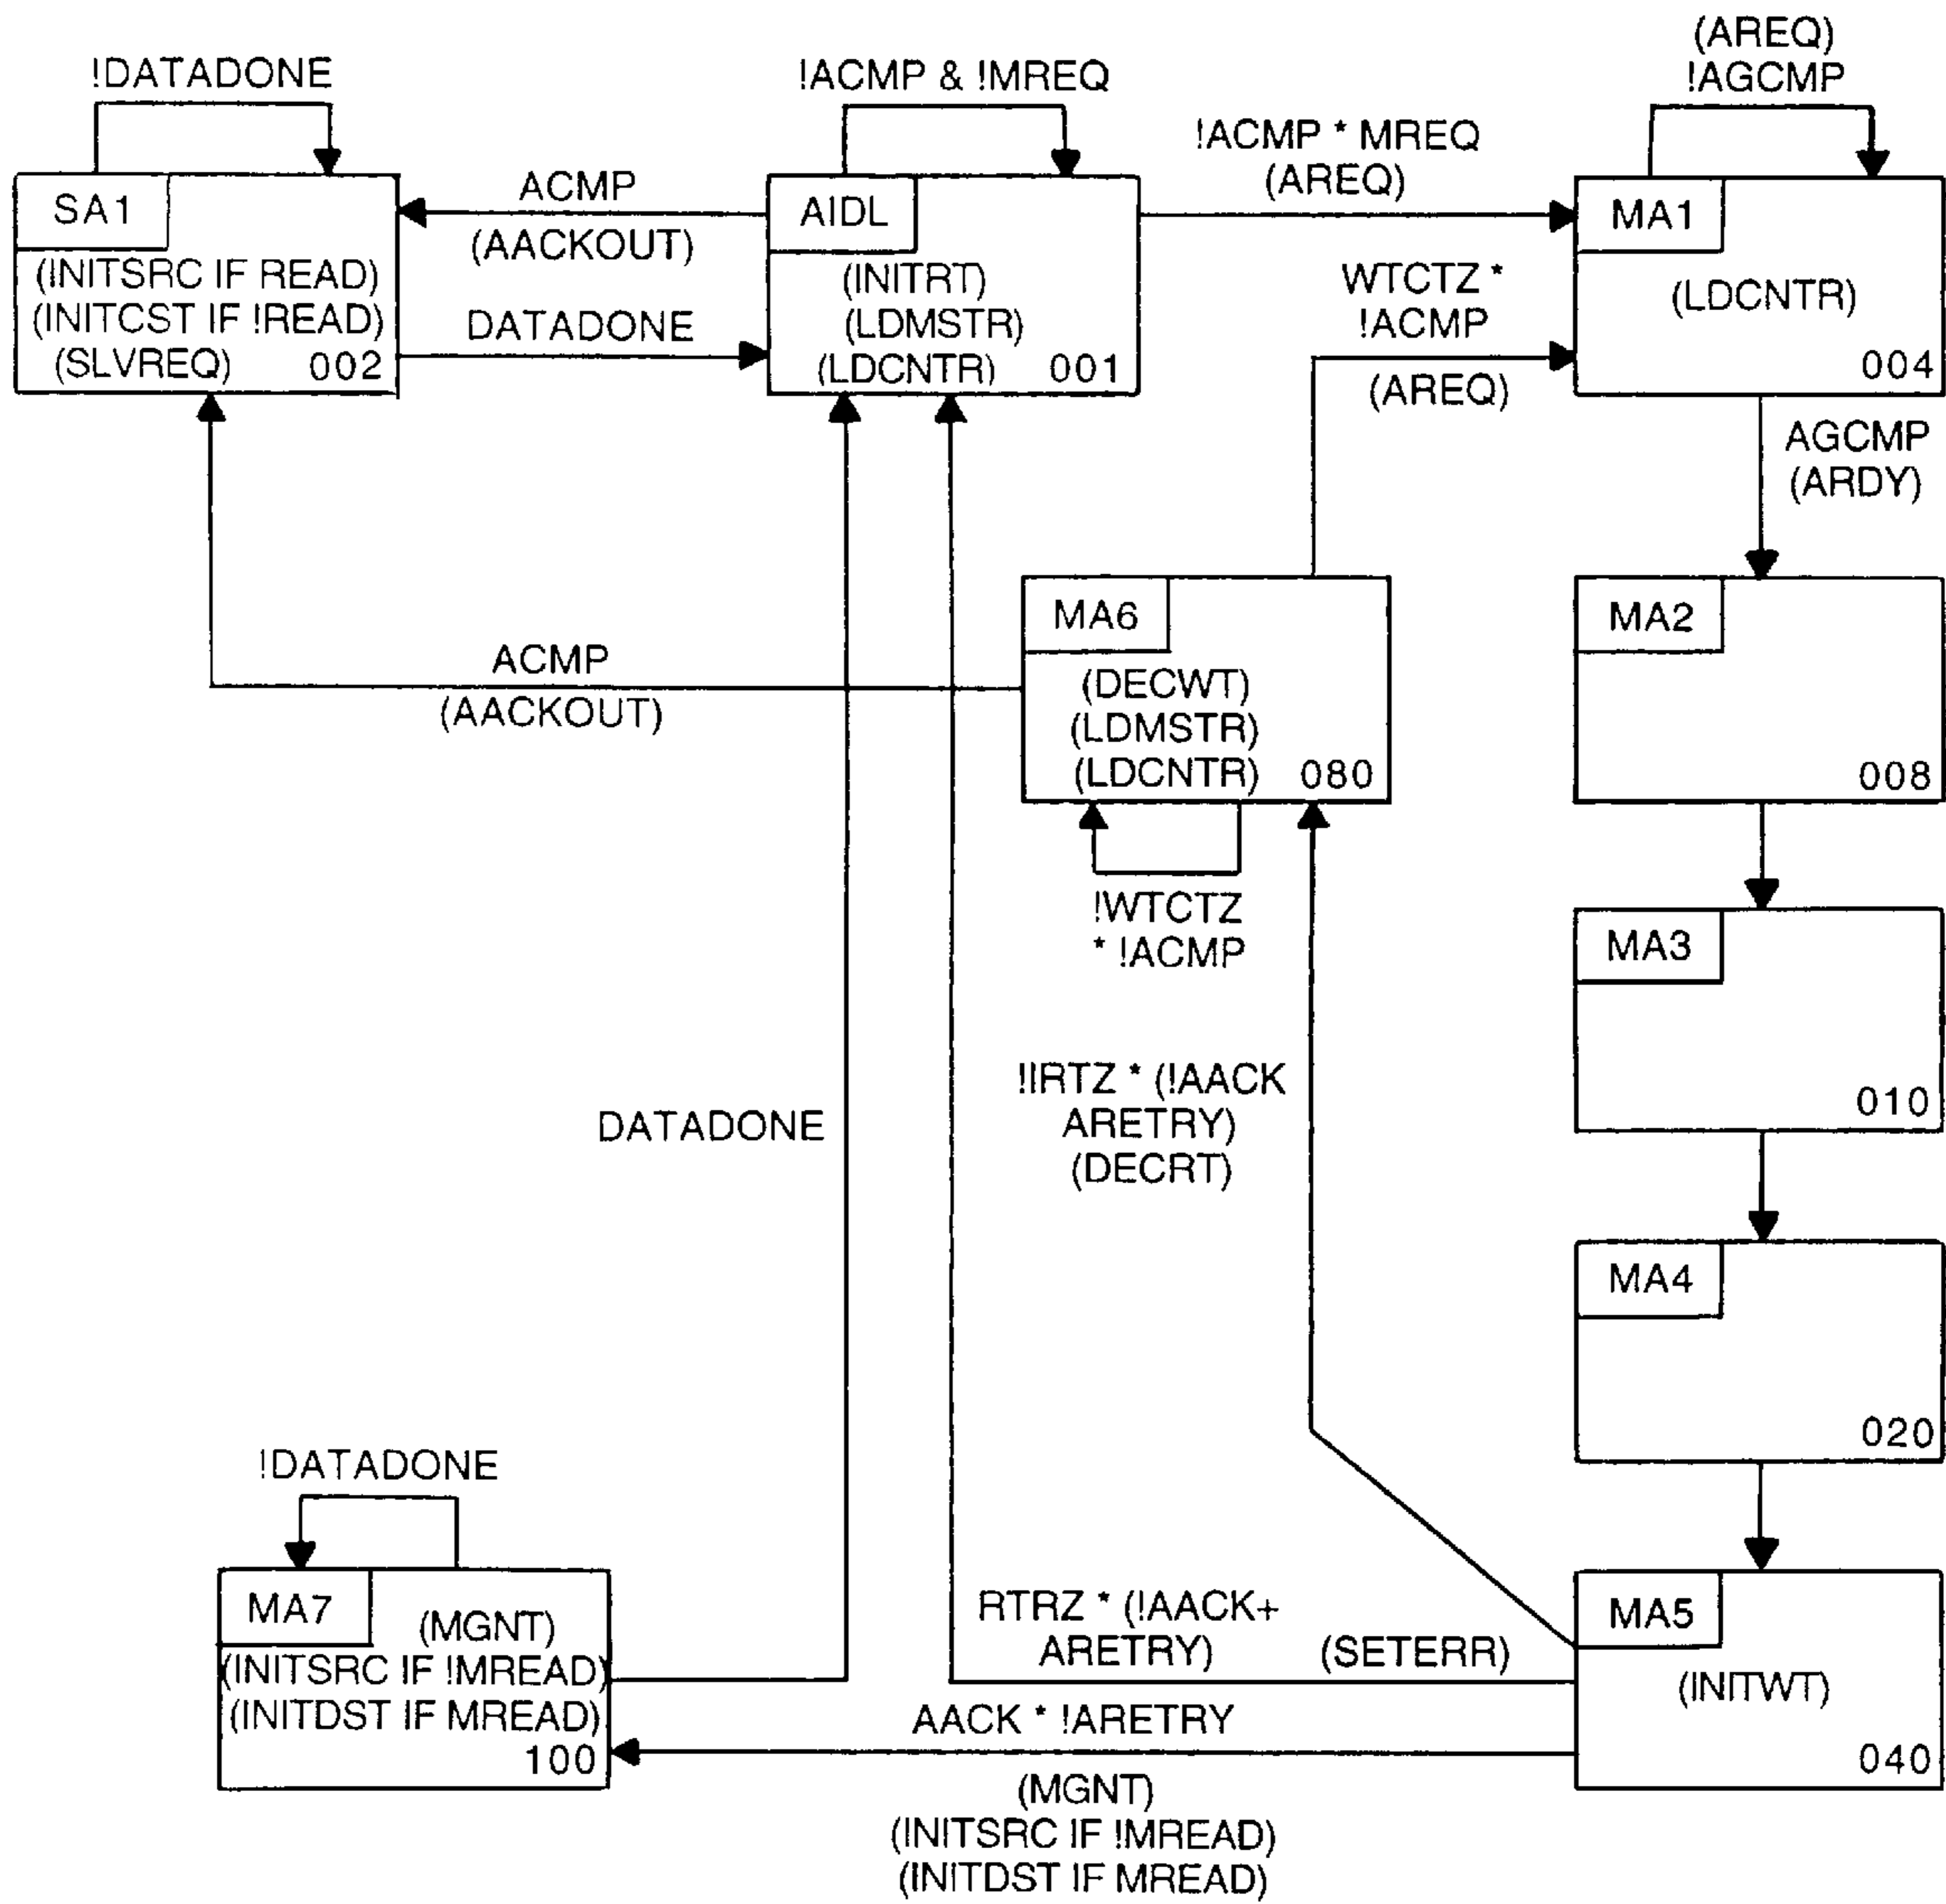 (AREQ)
!AGCMP
!DATADONE
!ACMP & !MREQ
!ACMP * MREQ
(AREQ)
SA1
(INITSRC IF READ)
(INITCST IF !READ)
(SLVREQ) 002
ACMP
(AACKOUT)
DATADONE
AIDL
(INITRT)
(LDMSTR)
(LDCNTR) 001
WTCTZ *
!ACMP
(AREQ)
MA1
(LDCNTR)
004
AGCMP
(ARDY)
MA6
(DECWT)
(LDMSTR)
(LDCNTR) 080
MA2
008
ACMP
(AACKOUT)
!WTCTZ
* !ACMP
MA3
010
DATADONE
!IRTZ * (!AACK
ARETRY)
(DECRT)
MA4
020
!DATADONE
MA7
(MGNT)
(INITSRC IF !MREAD)
(INITDST IF MREAD)
100
RTRZ * (!AACK+
ARETRY)
(SETERR)
MA5
(INITWT)
040
AACK * !ARETRY
(MGNT)
(INITSRC IF !MREAD)
(INITDST IF MREAD)